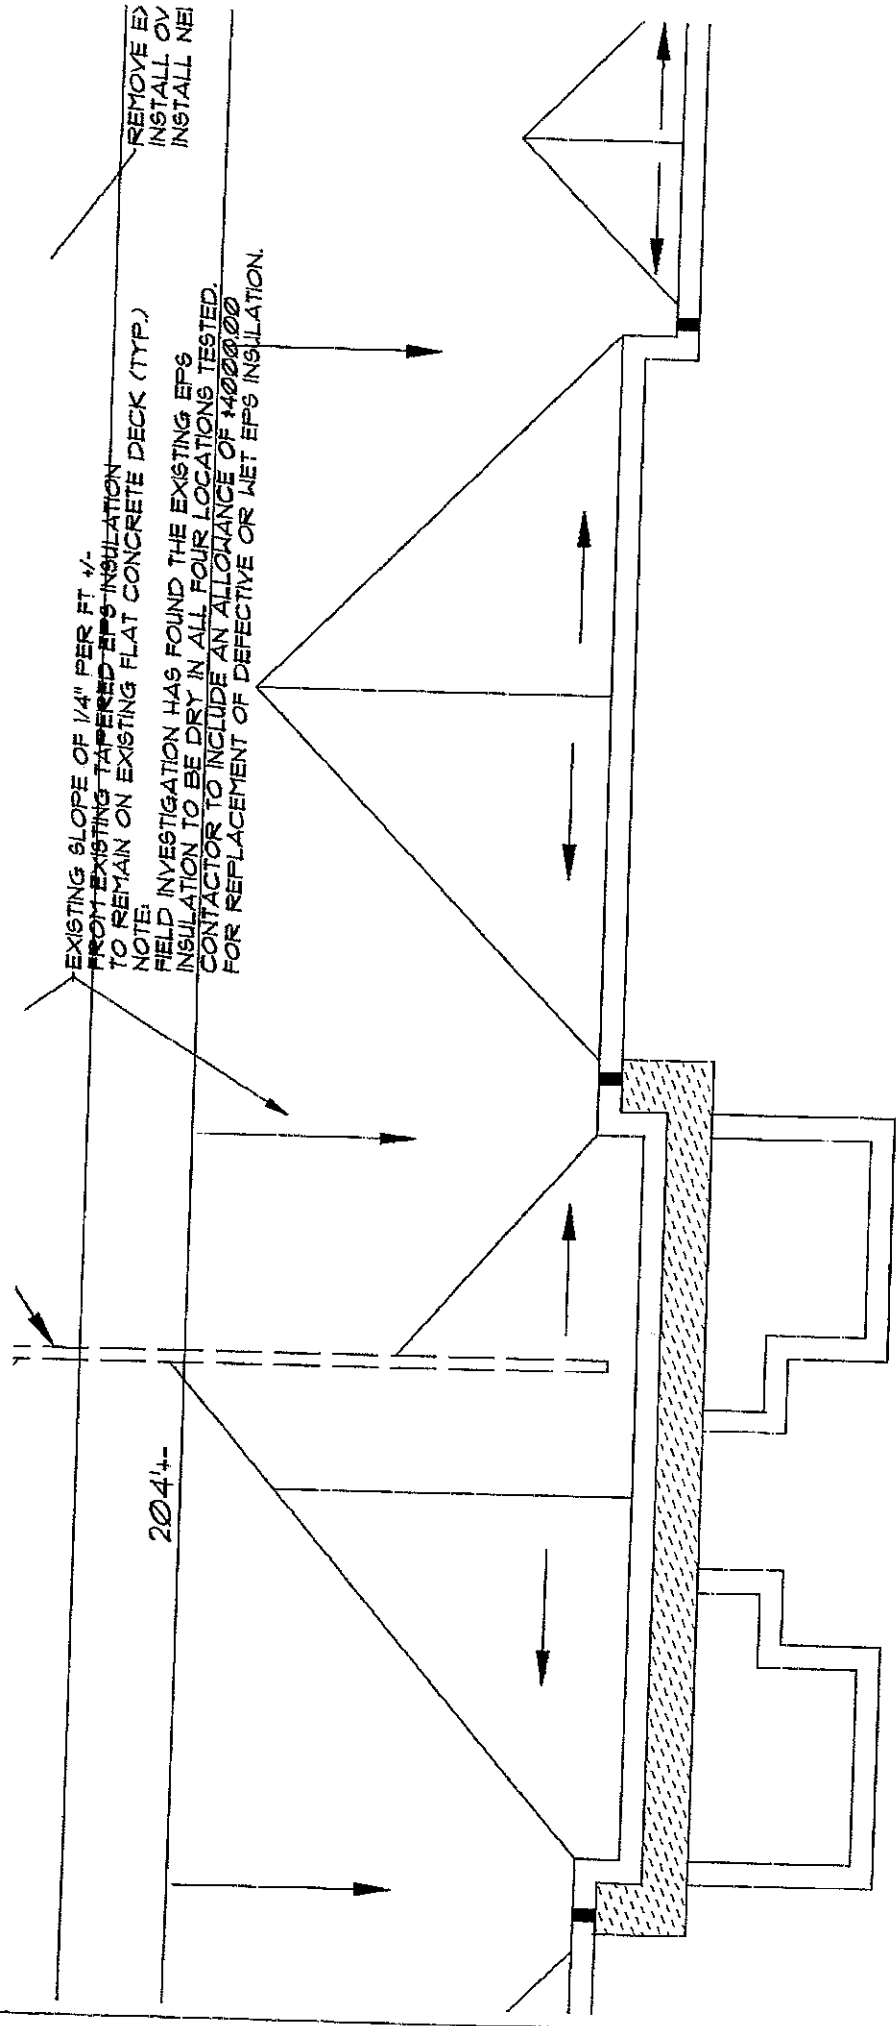 REMOVE
INSTALL
INSTALL
EXISTING SLOPE OF 1/4" PER FT +/-
FROM EXISTING TAPERED EPS INSULATION
TO REMAIN ON EXISTING FLAT CONCRETE DECK (TYP.)
NOTE:
FIELD INVESTIGATION HAS FOUND THE EXISTING EPS
INSULATION TO BE DRY IN ALL FOUR LOCATIONS TESTED.
CONTACTOR TO INCLUDE AN ALLOWANCE OF $4000.00
FOR REPLACEMENT OF DEFECTIVE OR WET EPS INSULATION.
204'+-